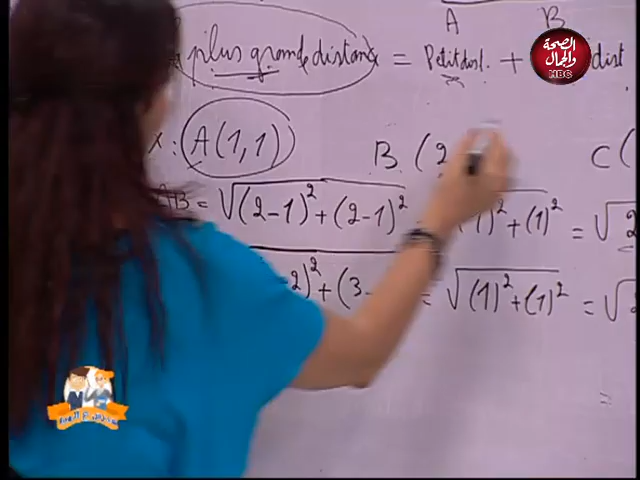 A B
plus grande distance = Petit dist. + dist
x : A(1,1) B (2 C (
AB = √(2-1)² + (2-1)² 1)² + (1)² = √2
-2)² + (3- = √(1)² + (1)² = √
=
الصحة
والجمال
HBC